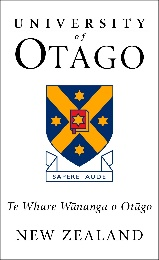 UNIVERSITY
of
OTAGO
SAPERE AUDE
Te Whare Wānanga o Otāgo
NEW ZEALAND